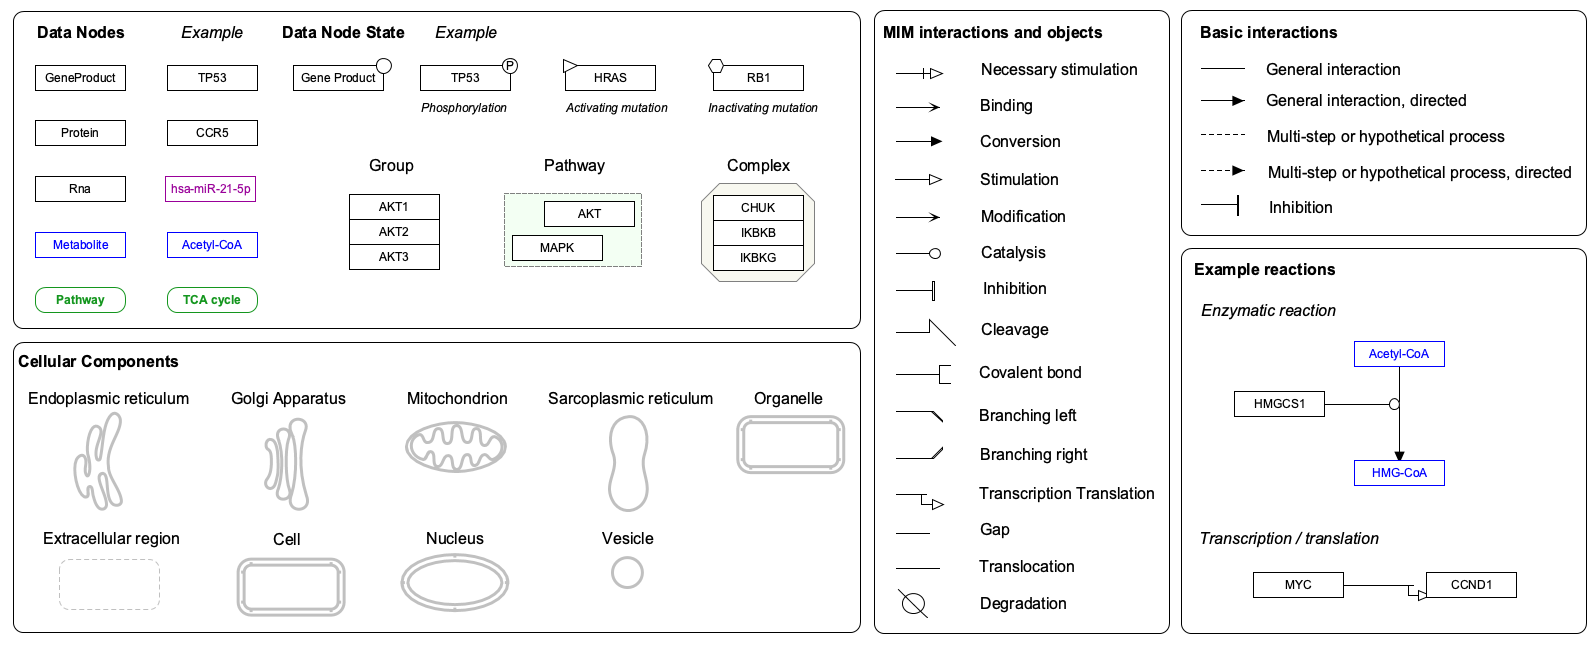 Data Nodes
Example
Data Node State
Example
GeneProduct
TP53
Gene Product
TP53
P
HRAS
RB1
Phosphorylation
Activating mutation
Inactivating mutation
Protein
CCR5
Rna
hsa-miR-21-5p
Metabolite
Acetyl-CoA
Pathway
TCA cycle
Group
AKT1
AKT2
AKT3
Pathway
AKT
MAPK
Complex
CHUK
IKBKB
IKBKG
Cellular Components
Endoplasmic reticulum
Golgi Apparatus
Mitochondrion
Sarcoplasmic reticulum
Organelle
Extracellular region
Cell
Nucleus
Vesicle
MIM interactions and objects
Necessary stimulation
Binding
Conversion
Stimulation
Modification
Catalysis
Inhibition
Cleavage
Covalent bond
Branching left
Branching right
Transcription Translation
Gap
Translocation
Degradation
Basic interactions
General interaction
General interaction, directed
Multi-step or hypothetical process
Multi-step or hypothetical process, directed
Inhibition
Example reactions
Enzymatic reaction
Acetyl-CoA
HMGCS1
HMG-CoA
Transcription / translation
MYC
CCND1